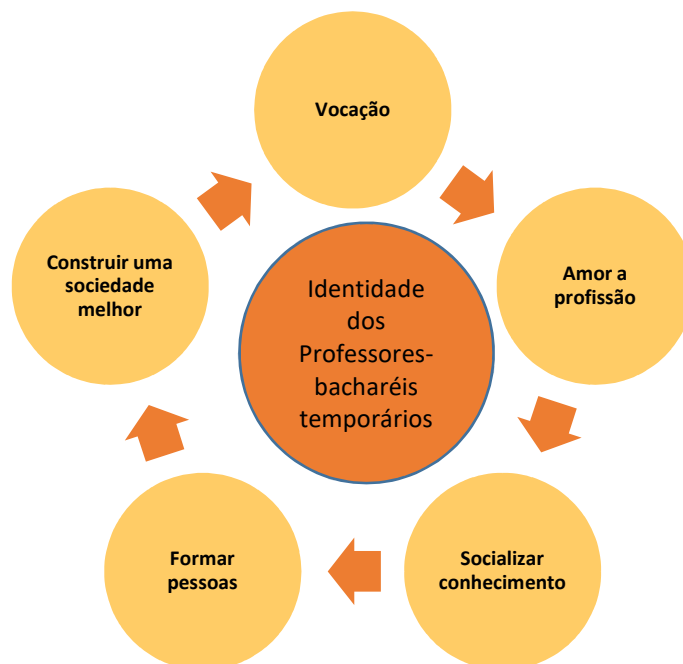 Vocação
Amor a
profissão
Socializar
conhecimento
Formar
pessoas
Construir uma
sociedade
melhor
Identidade
dos
Professores-
bacharéis
temporários